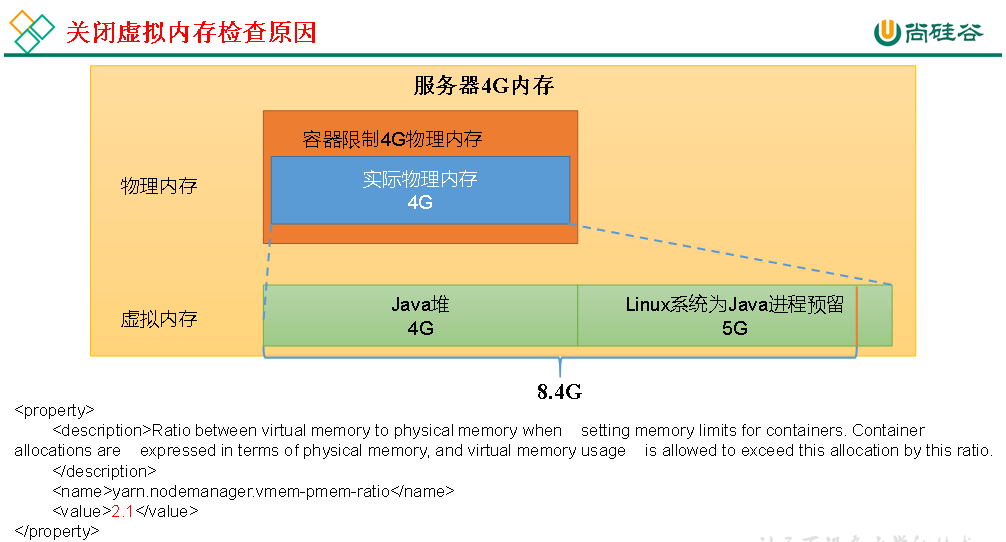 关闭虚拟内存检查原因
尚硅谷
服务器4G内存
容器限制4G物理内存
实际物理内存
4G
物理内存
Java堆
4G
Linux系统为Java进程预留
5G
虚拟内存
8.4G
<property>
<description>Ratio between virtual memory to physical memory when setting memory limits for containers. Container
allocations are expressed in terms of physical memory, and virtual memory usage is allowed to exceed this allocation by this ratio.
</description>
<name>yarn.nodemanager.vmem-pmem-ratio</name>
<value>2.1</value>
</property>